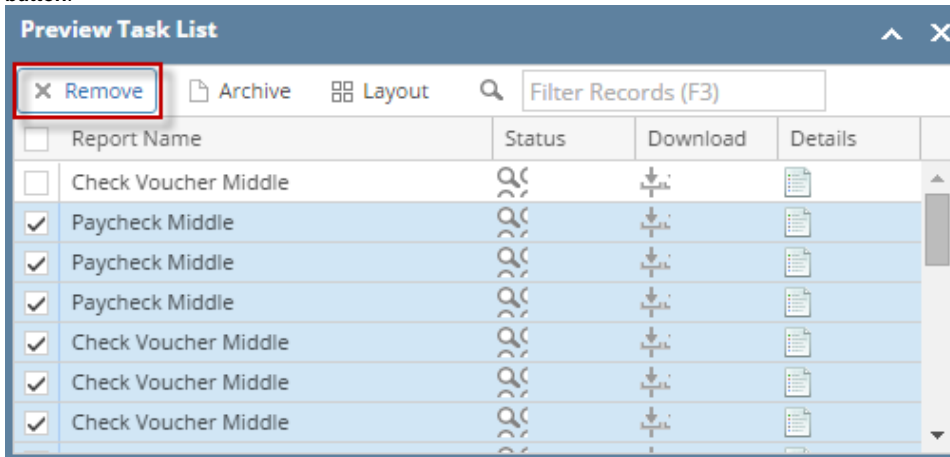 button.
Preview Task List
Remove Archive Layout Filter Records (F3)
Report Name Status Download Details
Check Voucher Middle
Paycheck Middle
Paycheck Middle
Paycheck Middle
Check Voucher Middle
Check Voucher Middle
Check Voucher Middle